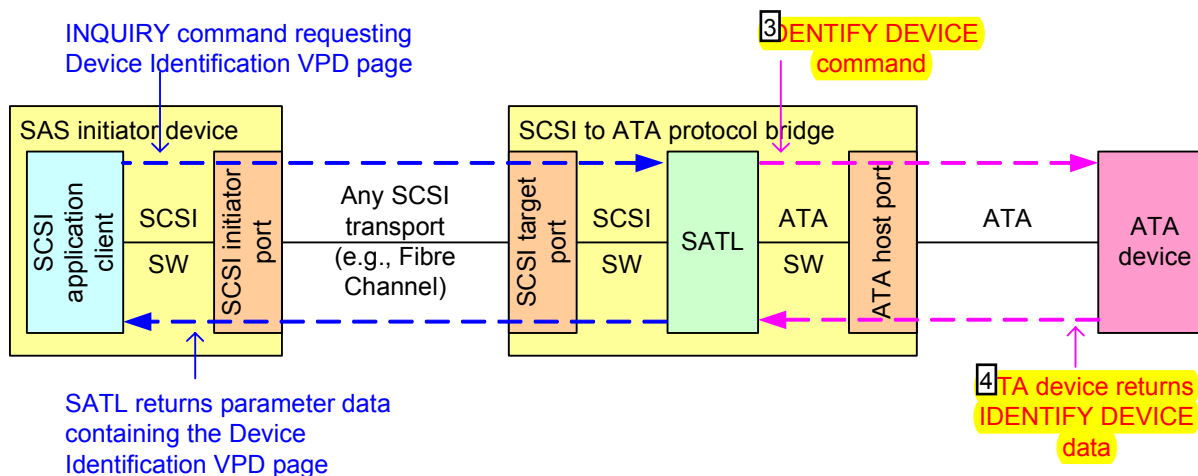 INQUIRY command requesting
Device Identification VPD page
3
DENTIFY DEVICE
command
SAS initiator device
SCSI to ATA protocol bridge
SCSI
application
client
SCSI
SW
SCSI initiator
port
Any SCSI
transport
(e.g., Fibre
Channel)
SCSI target
port
SCSI
SW
SATL
ATA
SW
ATA host port
ATA
ATA
device
SATL returns parameter data
containing the Device
Identification VPD page
4
TA device returns
IDENTIFY DEVICE
data